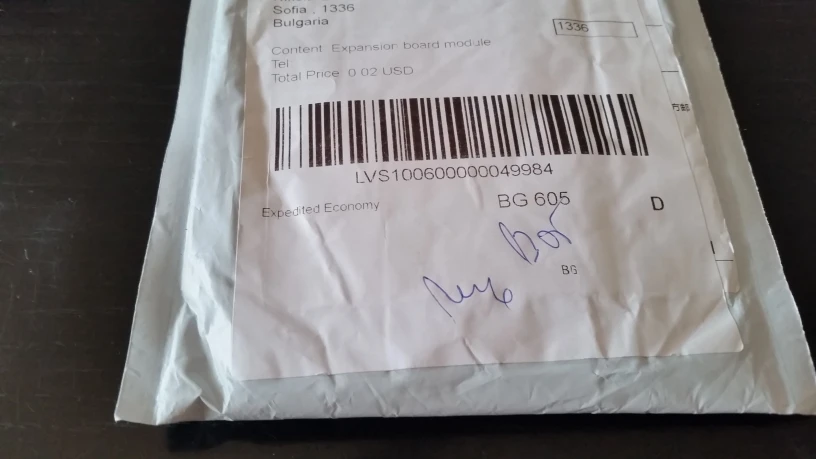 Sofia , 1336
Bulgaria
1336
Content: Expansion board module
Tel
Total Price: 0.02 USD
LVS100600000049984
Expedited Economy
BG 605
D
BG